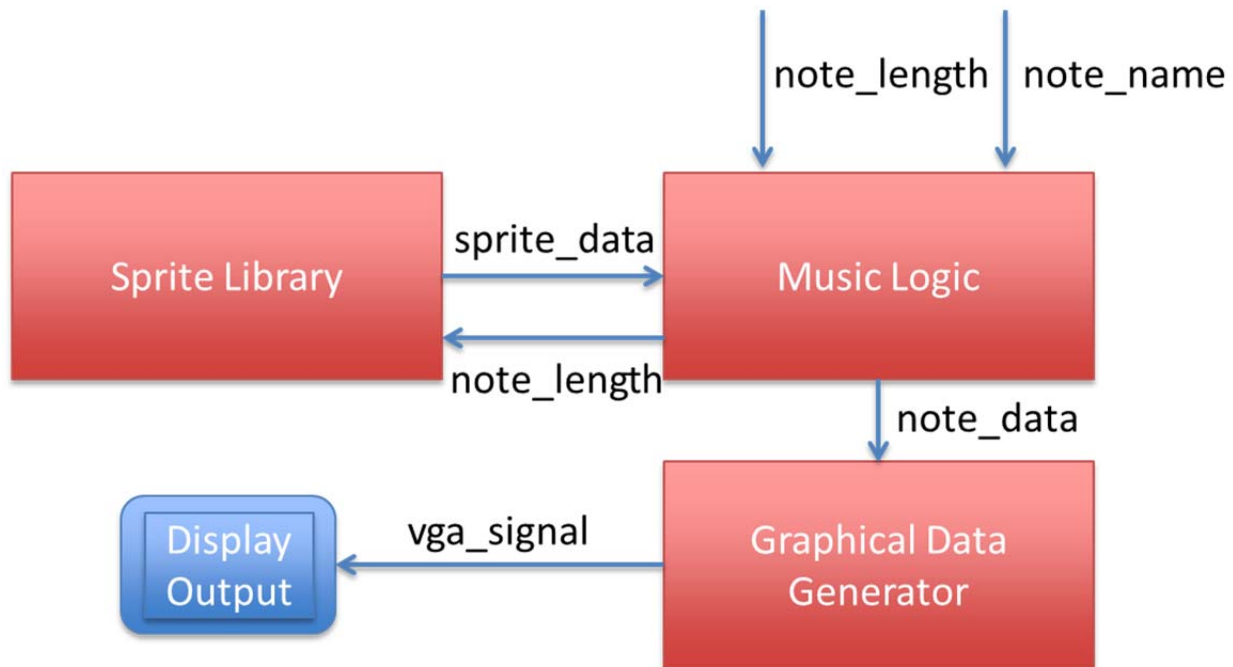 note_length
note_name
Sprite Library
sprite_data
Music Logic
note_length
note_data
Display
Output
vga_signal
Graphical Data
Generator